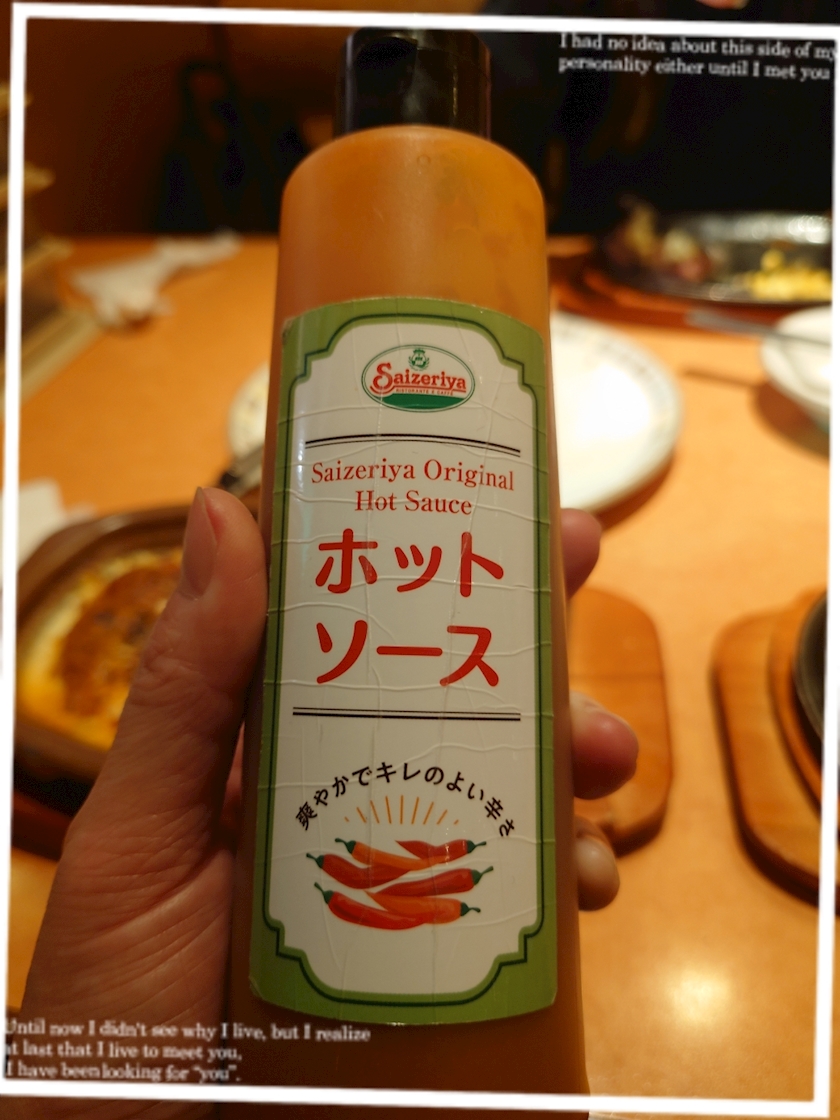 I had no idea about this side of my
personality either until I met you
Saizeriya
RISTORANTE E CAFFÈ
Saizeriya Original
Hot Sauce
ホット
ソース
爽やかでキレのよい辛さ
Until now I didn't see why I live, but I realize
at last that I live to meet you,
I have been looking for "you".